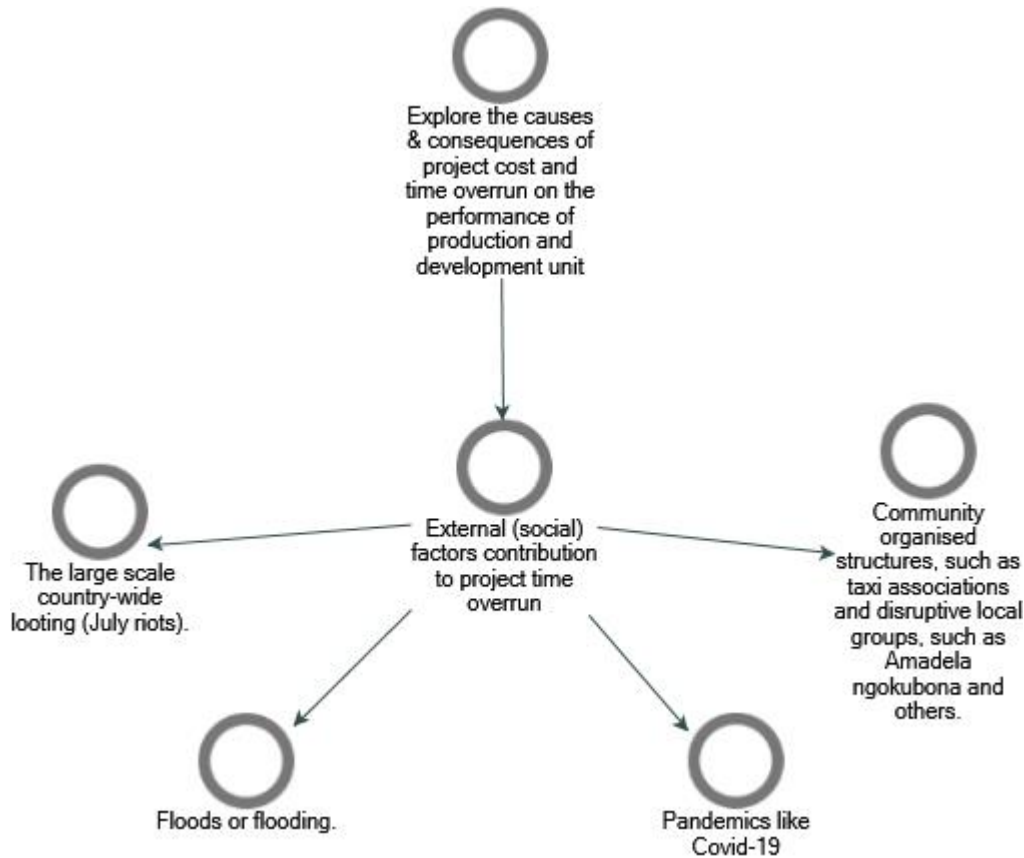 Explore the causes
& consequences of
project cost and
time overrun on the
performance of
production and
development unit
External (social)
factors contribution
to project time
overrun
The large scale
country-wide
looting (July riots).
Community
organised
structures, such as
taxi associations
and disruptive local
groups, such as
Amadela
ngokubona and
others.
Floods or flooding.
Pandemics like
Covid-19